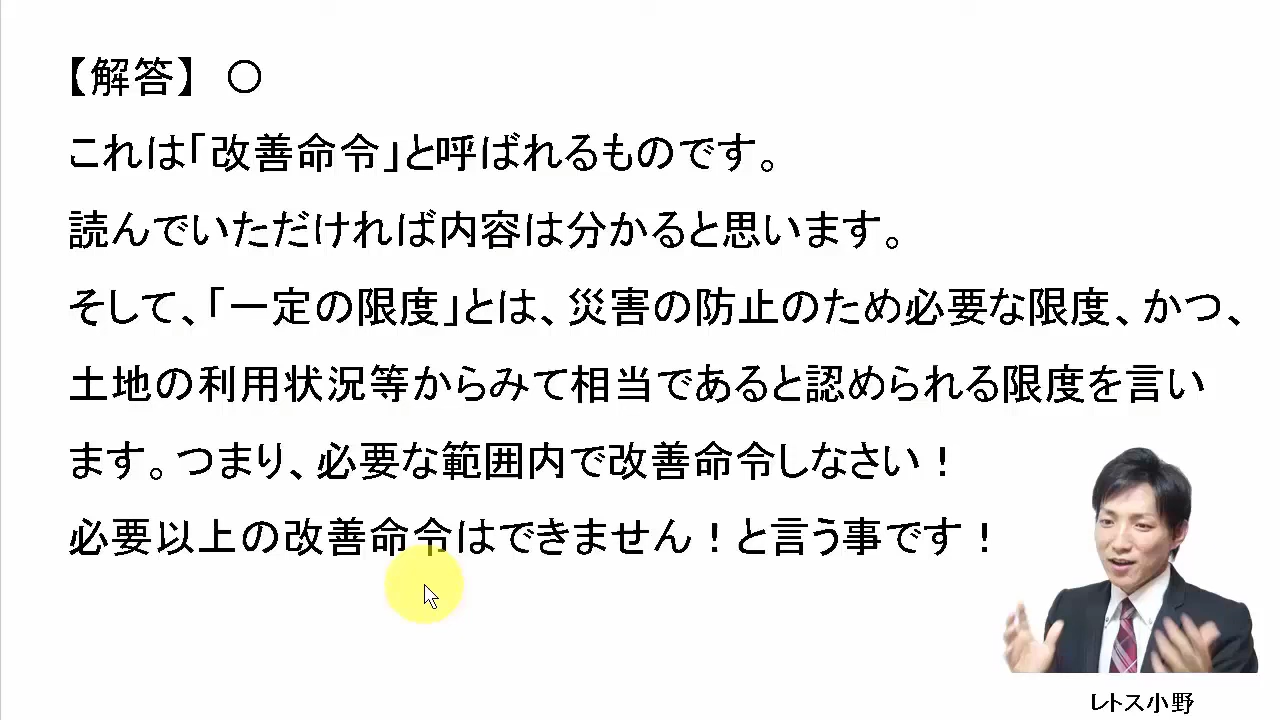 【解答】　○
これは「改善命令」と呼ばれるものです。
読んでいただければ内容は分かると思います。
そして、「一定の限度」とは、災害の防止のため必要な限度、かつ、
土地の利用状況等からみて相当であると認められる限度を言い
ます。つまり、必要な範囲内で改善命令しなさい！
必要以上の改善命令はできません！と言う事です！
レトス小野